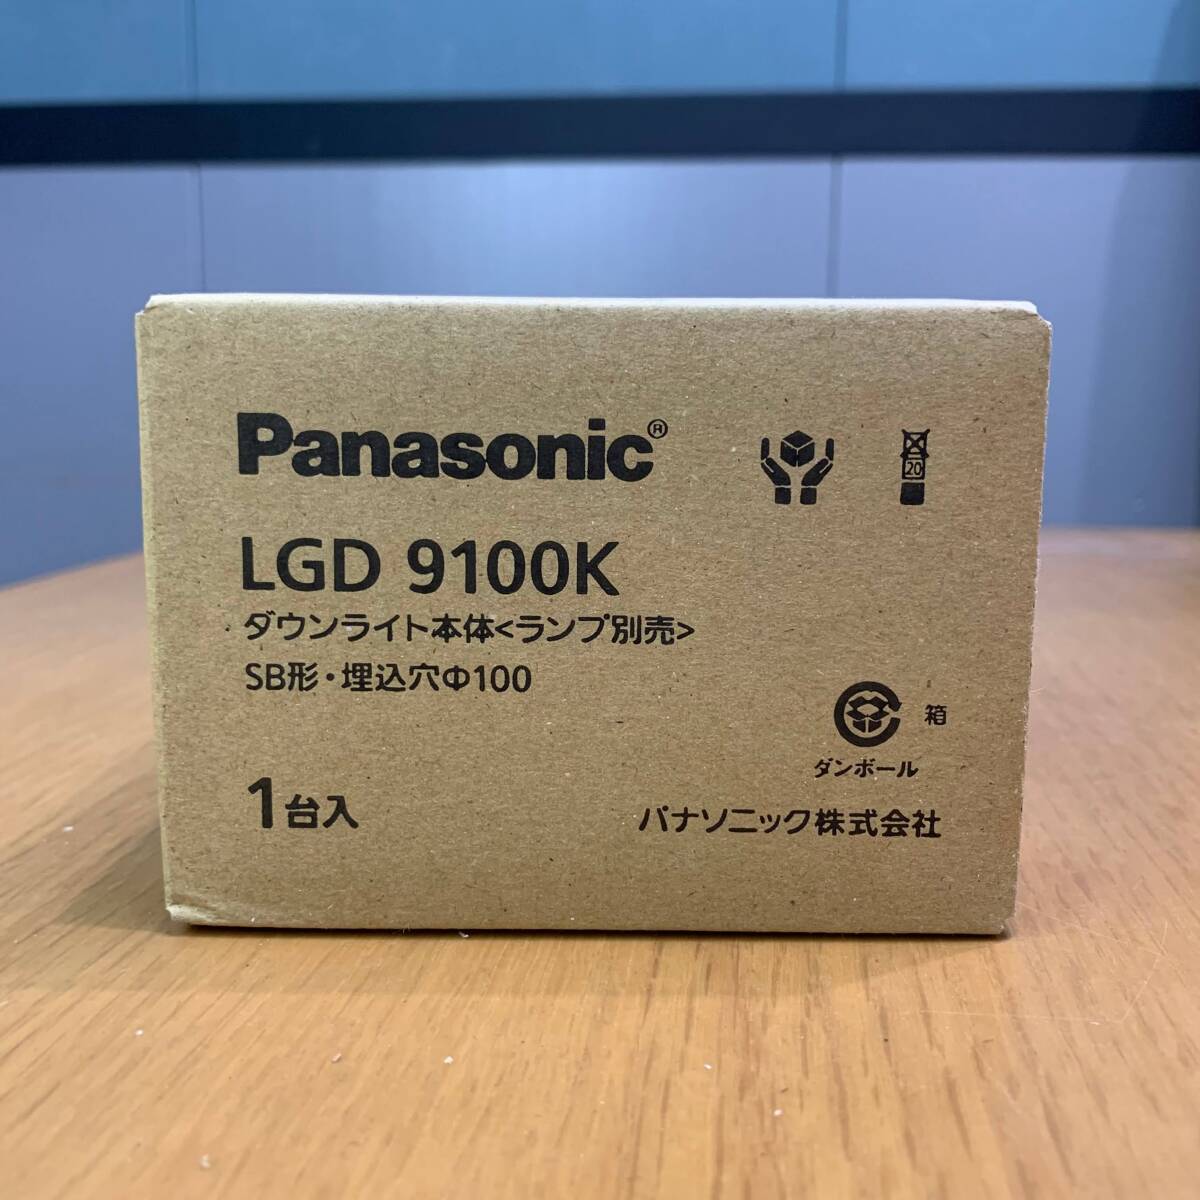 Panasonic®
LGD 9100K
ダウンライト本体<ランプ別売>
SB形・埋込穴Φ100
20
箱
ダンボール
1台入
パナソニック株式会社